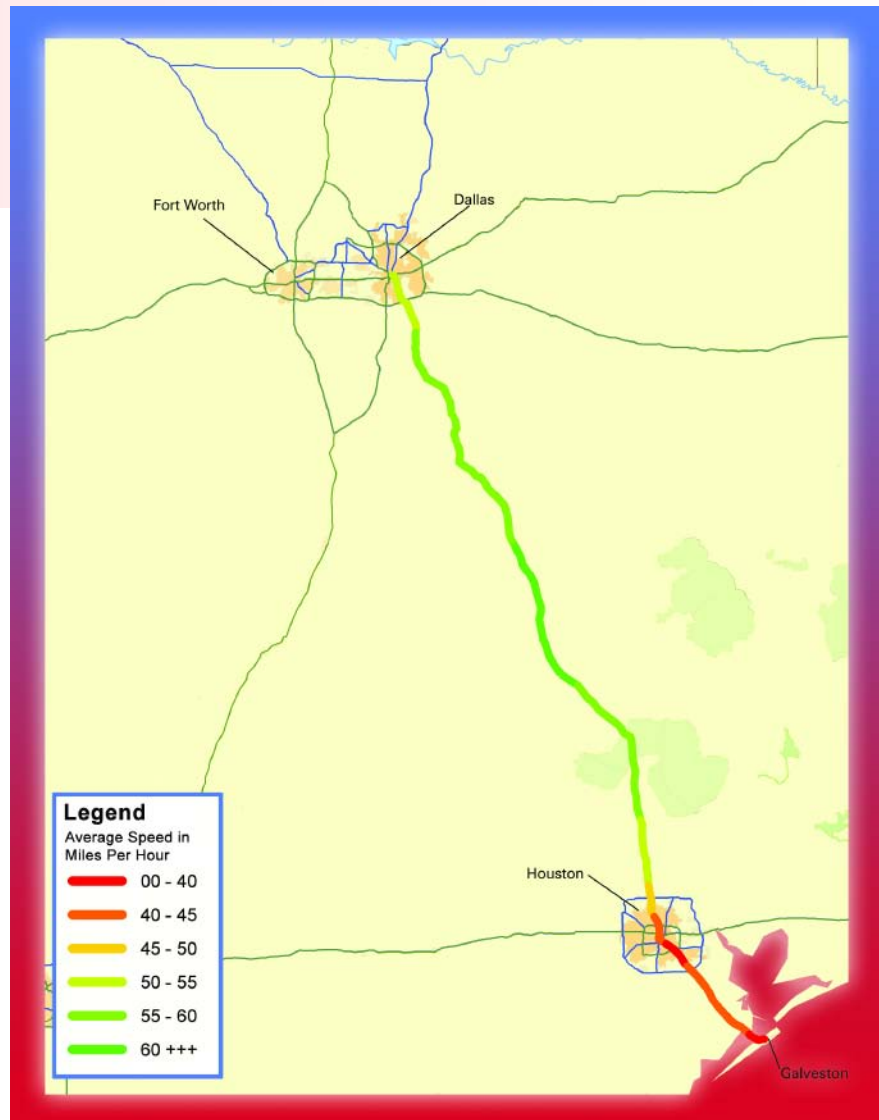 Fort Worth
Dallas
Legend
Average Speed in
Miles Per Hour
00 - 40
40 - 45
45 - 50
50 - 55
55 - 60
60 +++
Houston
Galveston